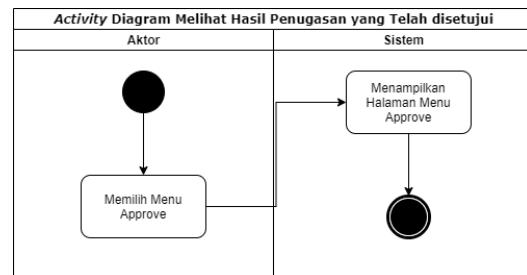 Activity Diagram Melihat Hasil Penugasan yang Telah disetujui
Aktor
Sistem
Menampilkan
Halaman Menu
Approve
Memilih Menu
Approve